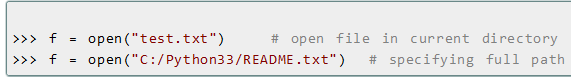 >>> f = open("test.txt")    # open file in current directory
>>> f = open("C:/Python33/README.txt")  # specifying full path